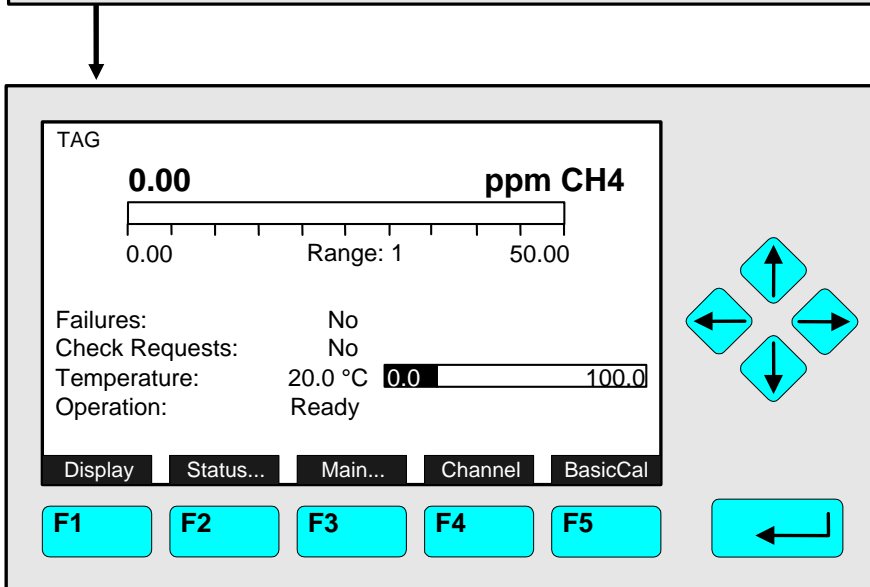 TAG
0.00 ppm CH4
0.00 Range: 1 50.00
Failures: No
Check Requests: No
Temperature: 20.0 °C 0.0 100.0
Operation: Ready
Display Status... Main... Channel BasicCal
F1 F2 F3 F4 F5